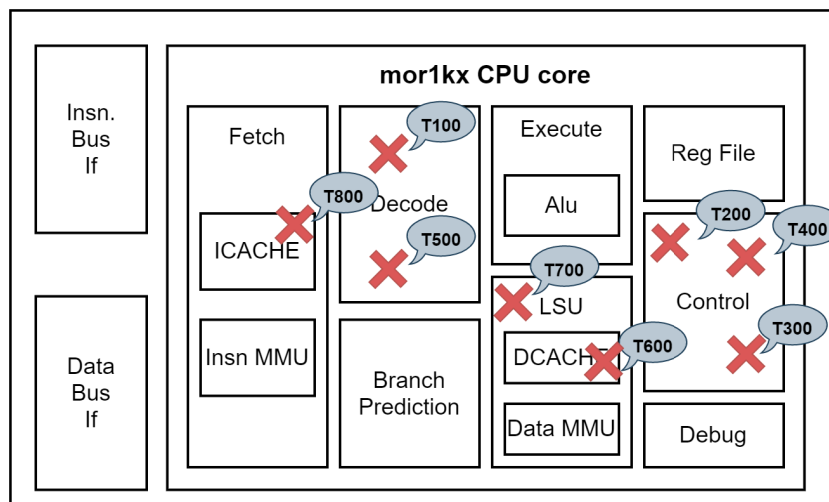 mor1kx CPU core
Insn.
Bus
If
Data
Bus
If
Fetch
T800
ICACHE
Insn MMU
T100
Decode
T500
Branch
Prediction
Execute
Alu
T700
LSU
DCACHE
T600
Data MMU
Reg File
T200
T400
Control
T300
Debug